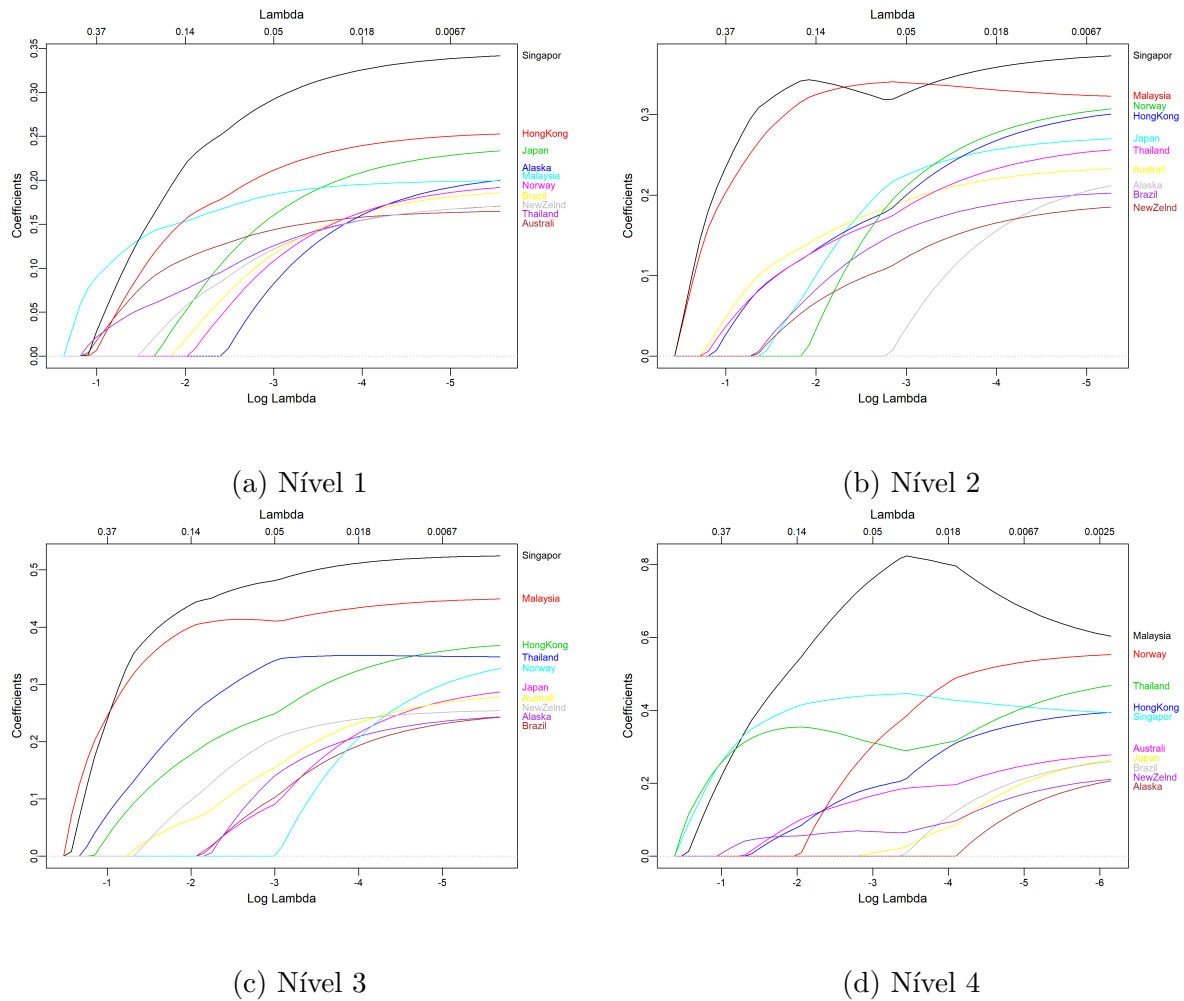 Lambda
0.37 0.14 0.05 0.018 0.0067
Coefficients
0.00 0.05 0.10 0.15 0.20 0.25 0.30 0.35
Singapor
HongKong
Japan
Alaska
Malaysia
Norway
Brazil
NewZelnd
Thailand
Australi
-1 -2 -3 -4 -5
Log Lambda
(a) Nível 1
Lambda
0.37 0.14 0.05 0.018 0.0067
Coefficients
0.0 0.1 0.2 0.3
Singapor
Malaysia
Norway
HongKong
Japan
Thailand
Australi
Alaska
Brazil
NewZelnd
-1 -2 -3 -4 -5
Log Lambda
(b) Nível 2
Lambda
0.37 0.14 0.05 0.018 0.0067
Coefficients
0.0 0.1 0.2 0.3 0.4 0.5
Singapor
Malaysia
HongKong
Thailand
Norway
Japan
Australi
NewZelnd
Alaska
Brazil
-1 -2 -3 -4 -5
Log Lambda
(c) Nível 3
Lambda
0.37 0.14 0.05 0.018 0.0067 0.0025
Coefficients
0.0 0.2 0.4 0.6 0.8
Malaysia
Norway
Thailand
HongKong
Singapor
Australi
Japan
Brazil
NewZelnd
Alaska
-1 -2 -3 -4 -5 -6
Log Lambda
(d) Nível 4